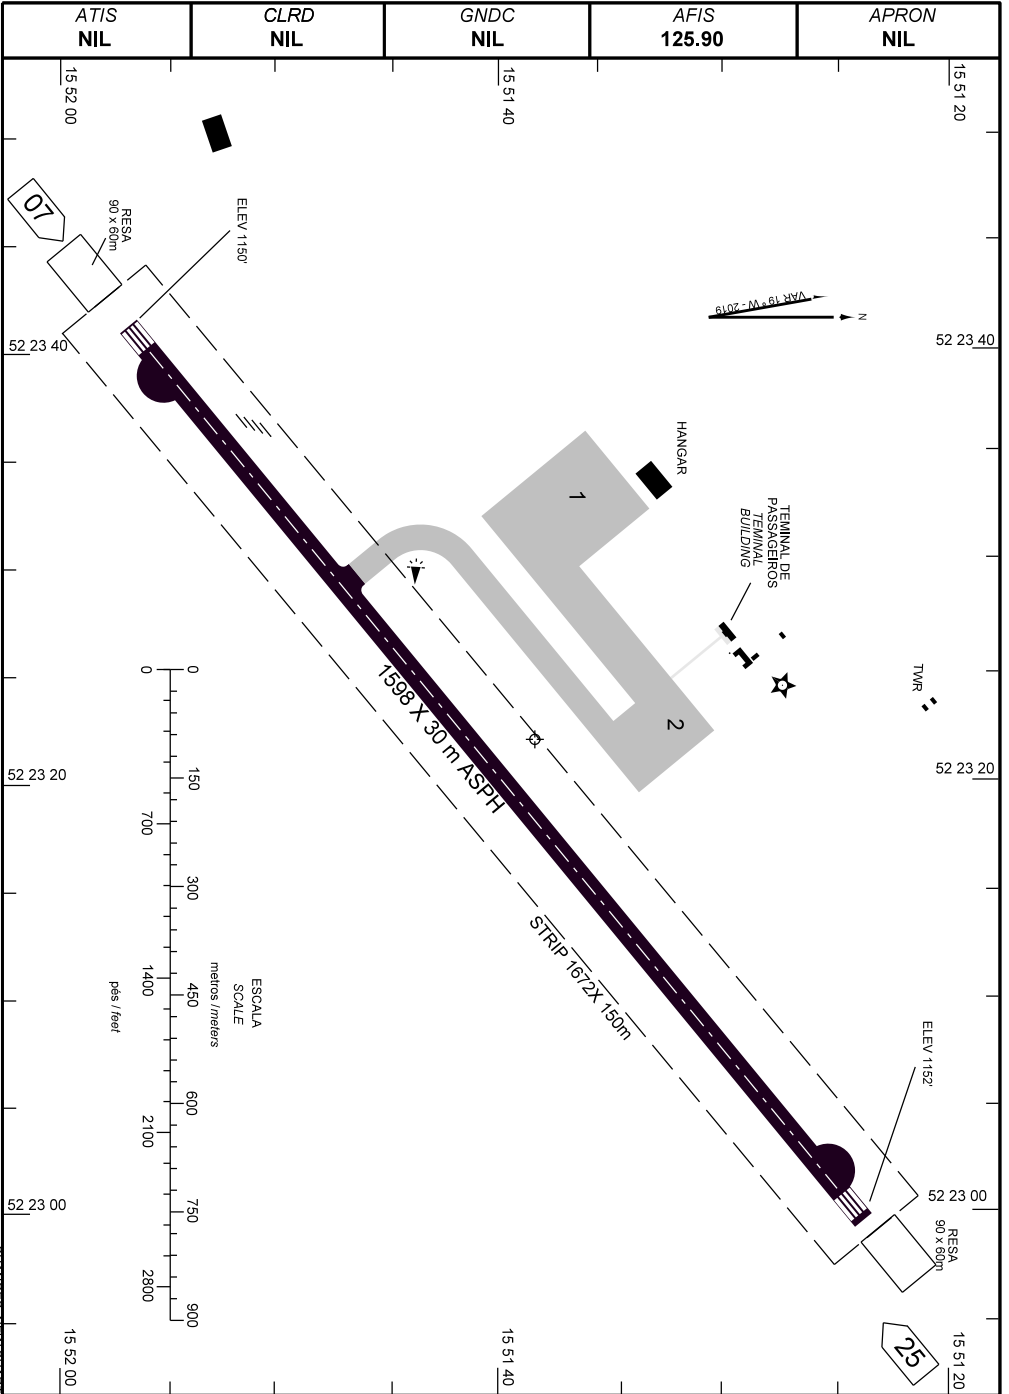 ATIS
NIL
CLRD
NIL
GNDC
NIL
AFIS
125.90
APRON
NIL
15 52 00
15 51 40
15 51 20
07
RESA
90 x 60m
ELEV 1150'
VAR 19° W - 2019
N
52 23 40
52 23 40
HANGAR
1
TEMINAL DE
PASSAGEIROS
TEMINAL
BUILDING
TWR
2
1598 X 30 m ASPH
STRIP 1672X 150m
52 23 20
52 23 20
0
150
300
450
600
750
900
0
700
1400
2100
2800
ESCALA
SCALE
metros / meters
pés / feet
ELEV 1152'
52 23 00
52 23 00
RESA
90 x 60m
25
15 52 00
15 51 40
15 51 20